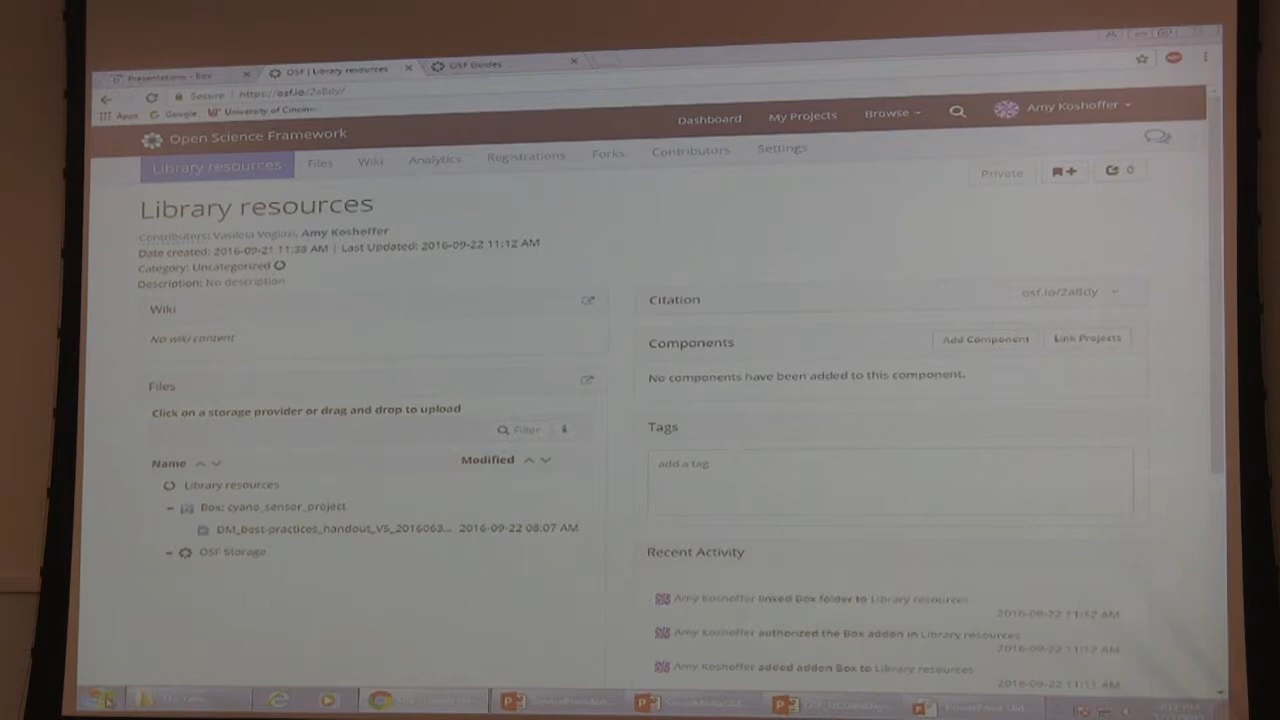 Presentations - Box
OSF | Library resources
OSF Guides
Secure https://osf.io/2a8dy/
Apps Google University of Cincinn
Open Science Framework
Dashboard My Projects Browse Amy Koshoffer
Library resources Files Wiki Analytics Registrations Forks Contributors Settings
Private 0
Library resources
Contributors: Vasileia Vogiazi, Amy Koshoffer
Date created: 2016-09-21 11:33 AM | Last Updated: 2016-09-22 11:12 AM
Category: Uncategorized
Description: No description
Wiki
No wiki content
Files
Click on a storage provider or drag and drop to upload
Filter i
Name Modified
Library resources
Box: cyano_sensor_project
DM_best-practices_handout_V5_2016063... 2016-09-22 08:07 AM
OSF Storage
Citation osf.io/2a8dy
Components Add Component Link Projects
No components have been added to this component.
Tags
add a tag
Recent Activity
Amy Koshoffer linked Box folder to Library resources
2016-09-22 11:12 AM
Amy Koshoffer authorized the Box addon in Library resources
2016-09-22 11:12 AM
Amy Koshoffer added addon Box to Library resources
2016-09-22 11:11 AM